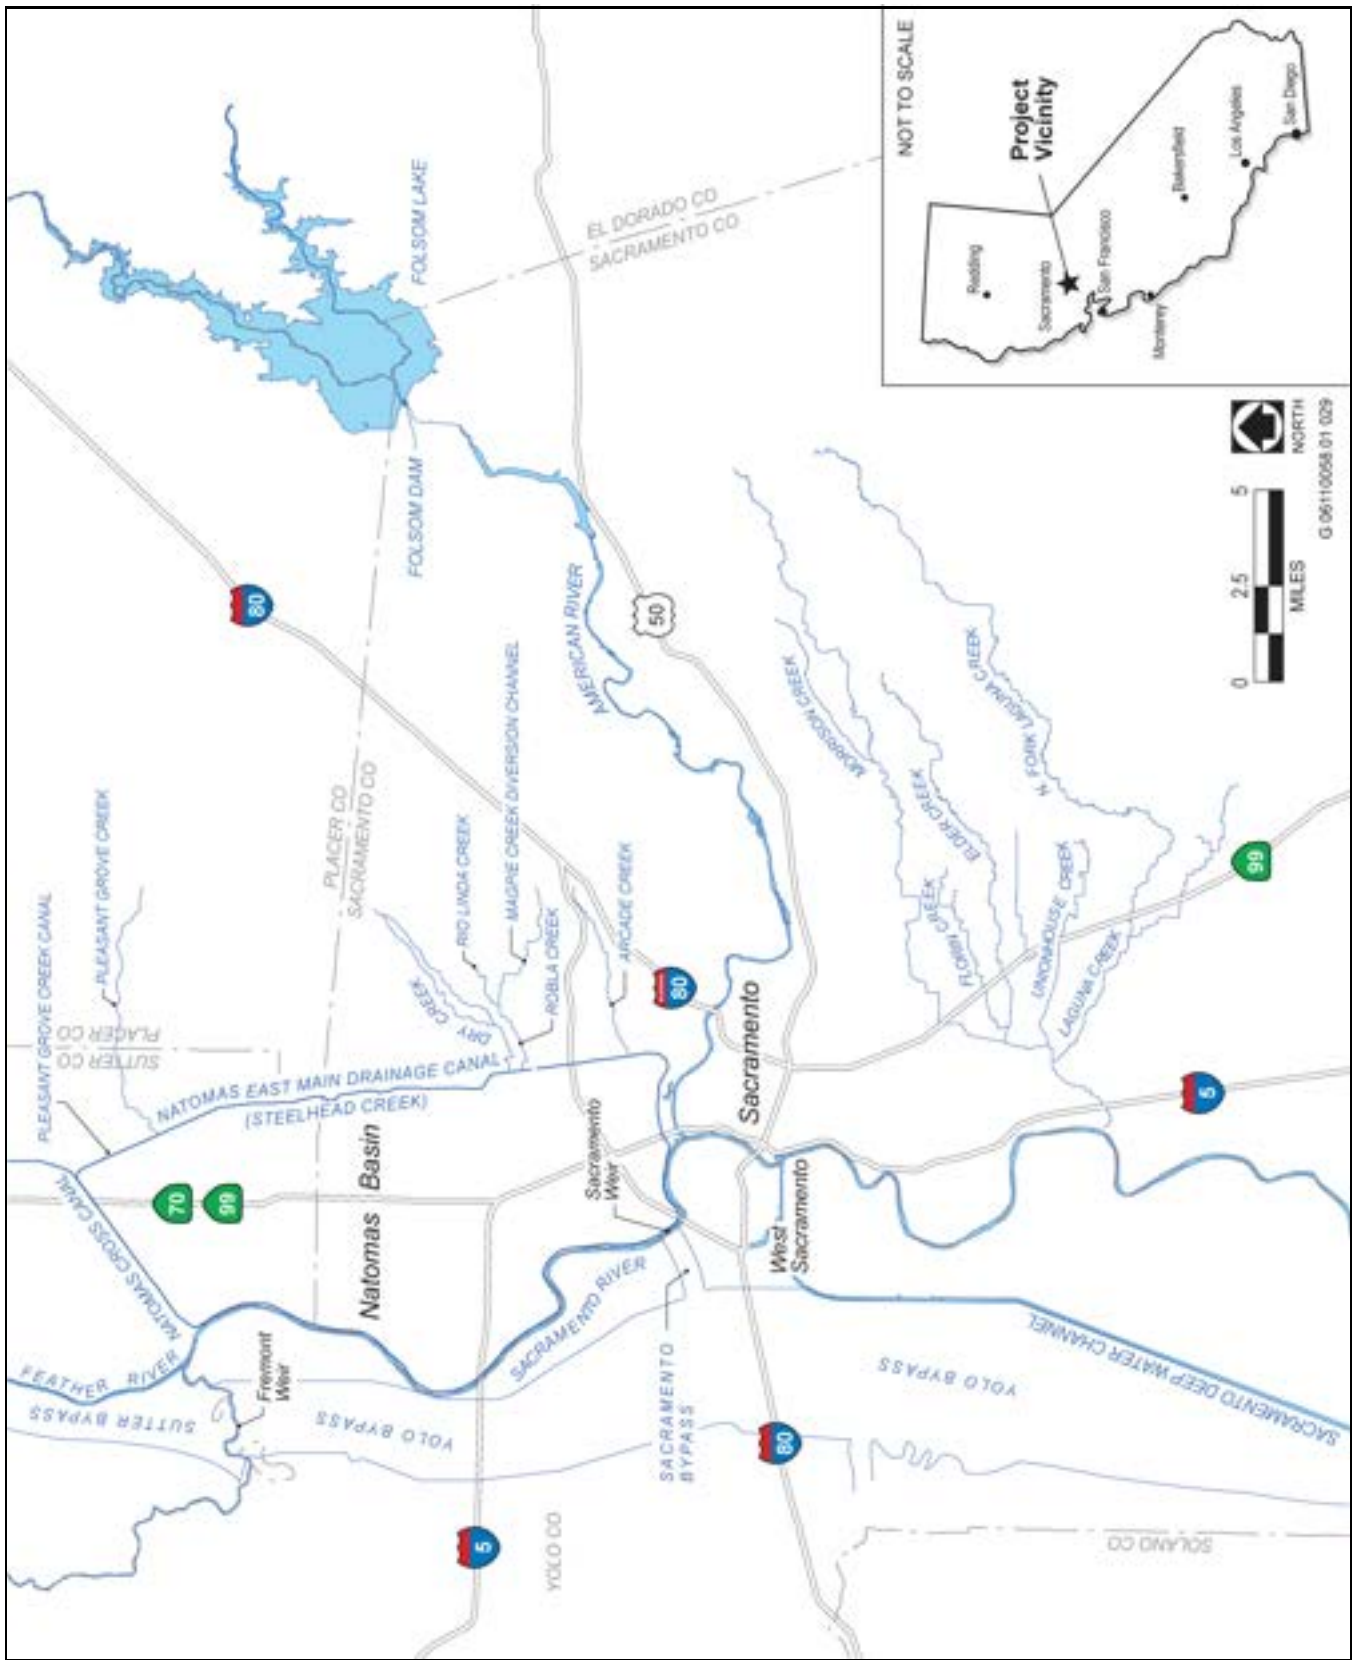 FOLSOM LAKE
EL DORADO CO
SACRAMENTO CO
FOLSOM DAM
80
AMERICAN RIVER
50
PLACER CO
SACRAMENTO CO
PLEASANT GROVE CREEK CANAL
PLEASANT GROVE CREEK
SUTTER CO
PLACER CO
RIO LINDA CREEK
MAGPIE CREEK DIVERSION CHANNEL
DRY CREEK
ROBLA CREEK
ARCADE CREEK
80
NATOMAS EAST MAIN DRAINAGE CANAL
(STEELHEAD CREEK)
70
99
Natomas Basin
NATOMAS CROSS CANAL
FEATHER RIVER
SUTTER BYPASS
Fremont
Weir
YOLO BYPASS
SACRAMENTO RIVER
Sacramento
Weir
Sacramento
West
Sacramento
SACRAMENTO
BYPASS
5
YOLO CO
80
YOLO BYPASS
SACRAMENTO DEEP WATER CHANNEL
SOLANO CO
5
99
MORRISON CREEK
ELDER CREEK
FLORIN CREEK
UNIONHOUSE CREEK
N. FORK LAGUNA CREEK
LAGUNA CREEK
NOT TO SCALE
Project
Vicinity
Redding
Sacramento
San Francisco
Monterey
Bakersfield
Los Angeles
San Diego
0 2.5 5
MILES
NORTH
G 06110058.01 029